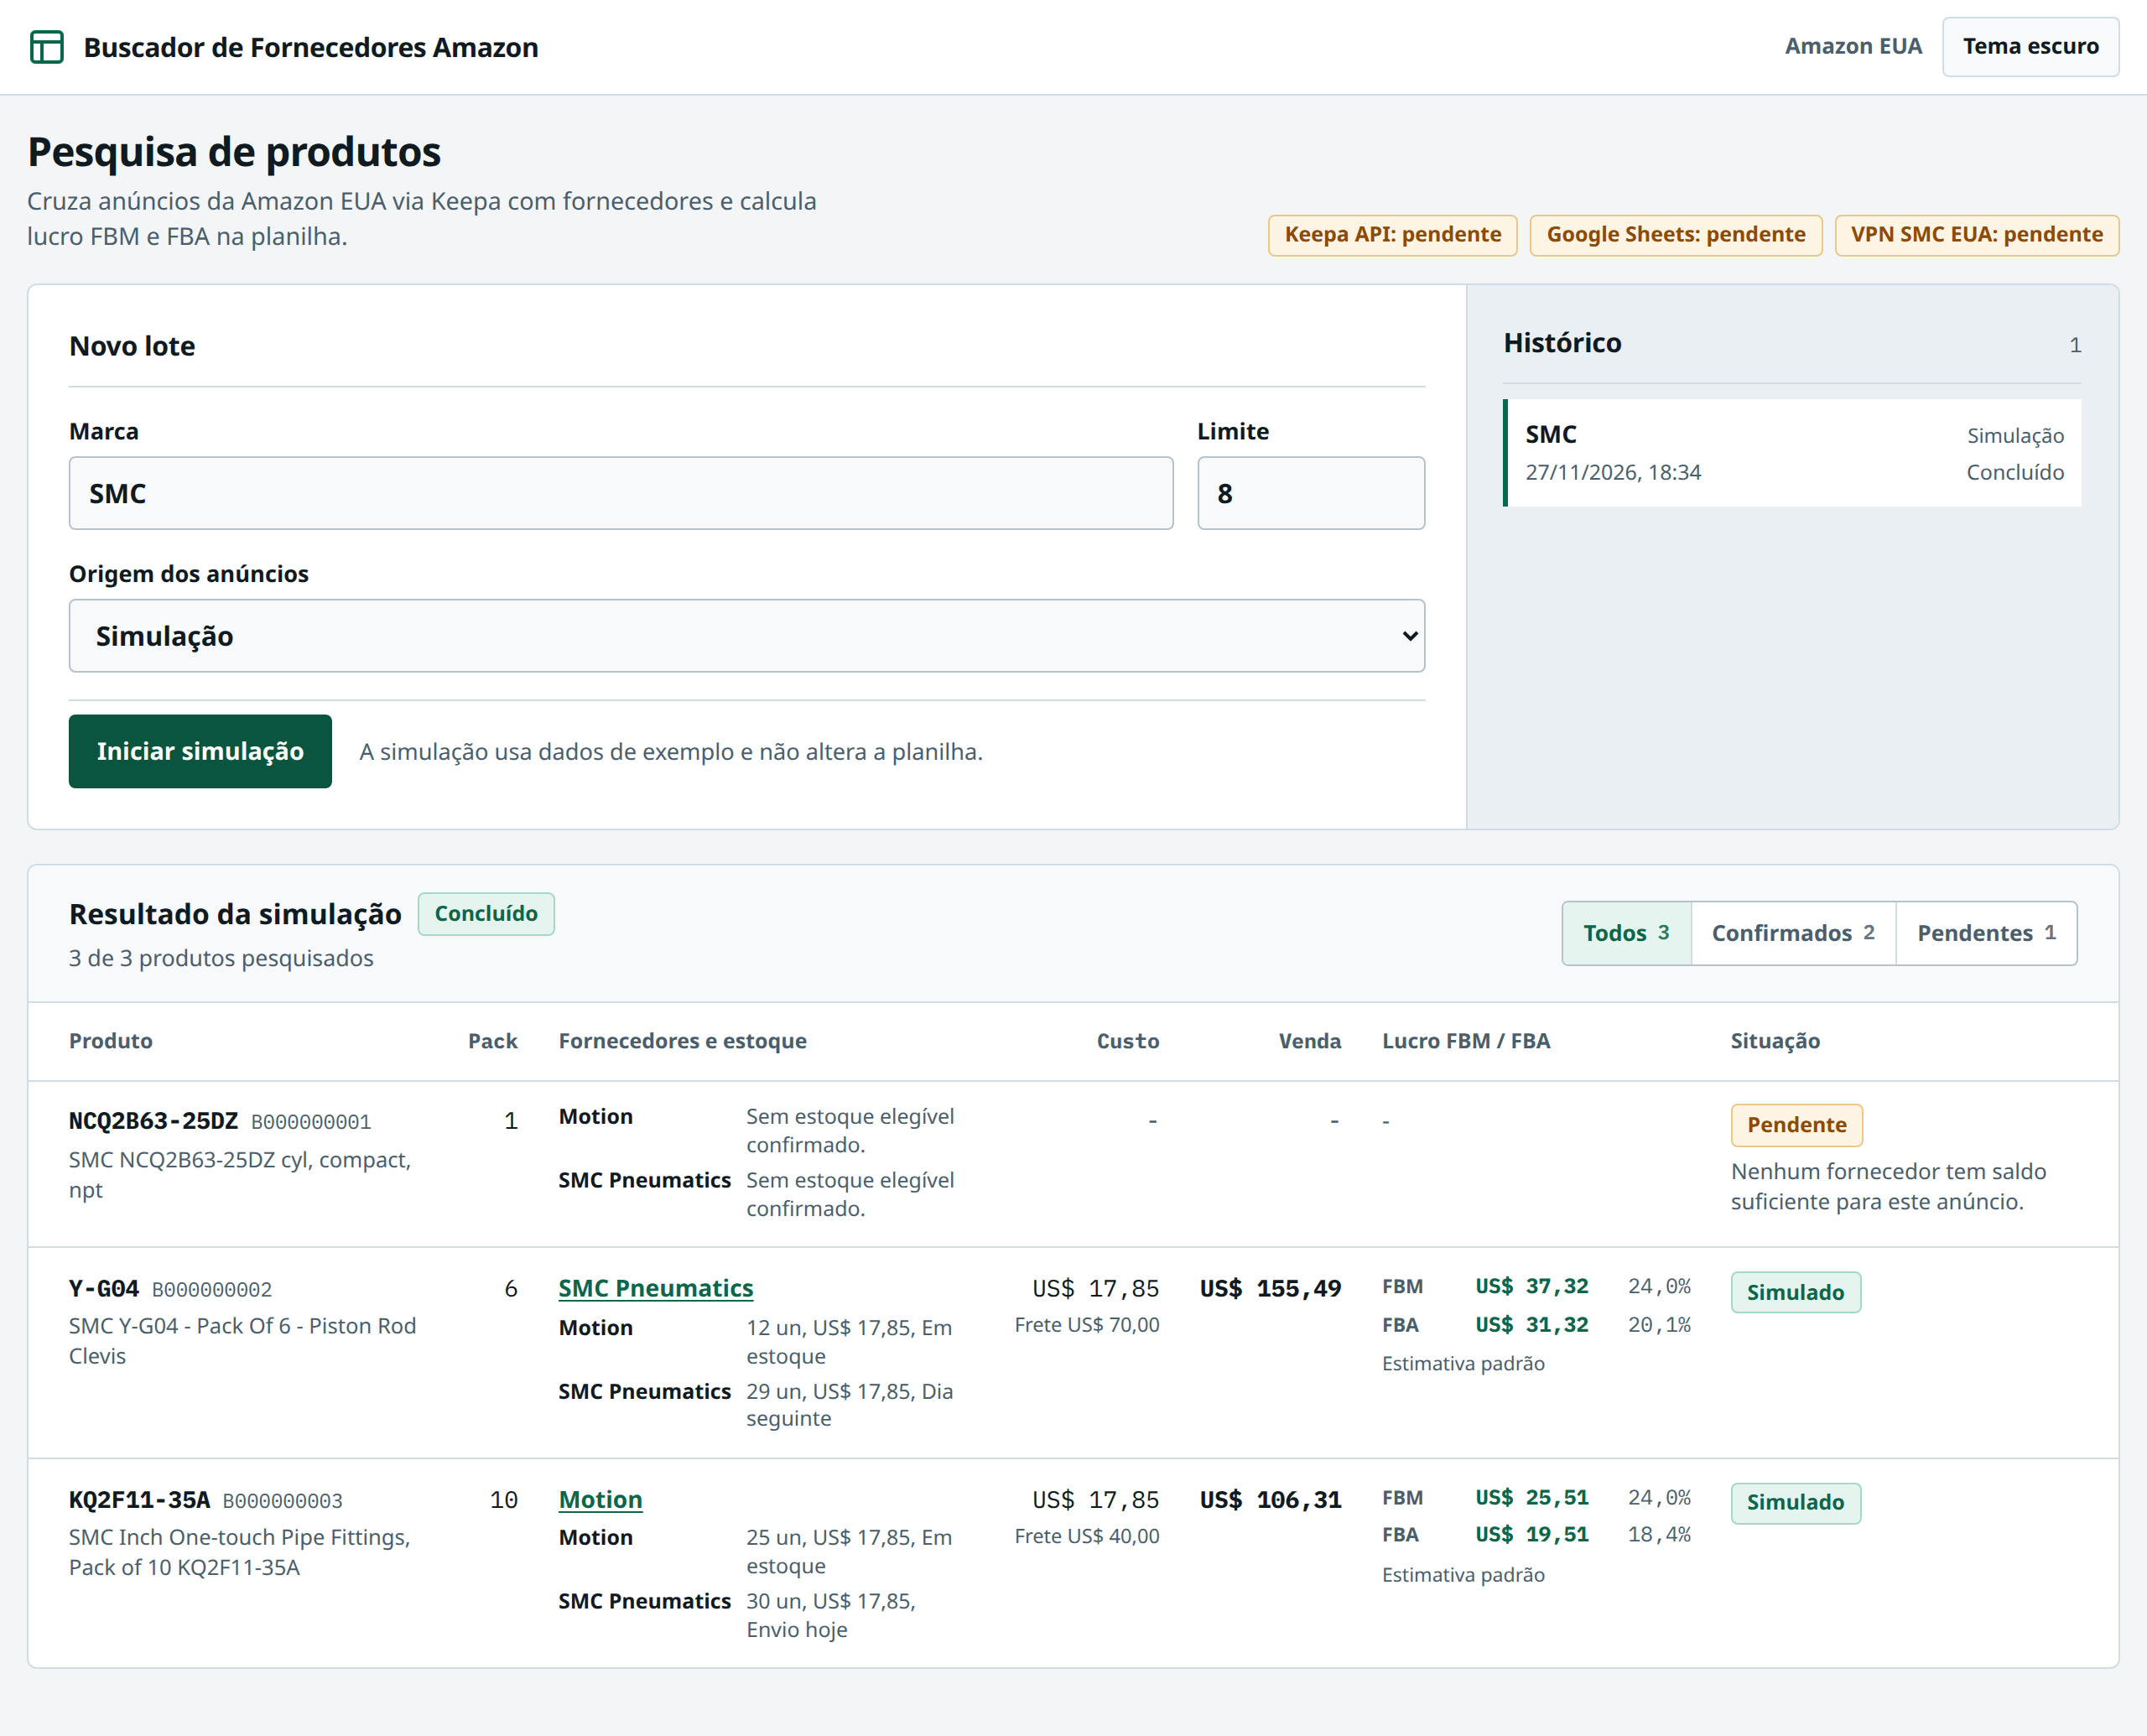 Buscador de Fornecedores Amazon
Amazon EUA
Tema escuro
Pesquisa de produtos
Cruza anúncios da Amazon EUA via Keepa com fornecedores e calcula
lucro FBM e FBA na planilha.
Keepa API: pendente
Google Sheets: pendente
VPN SMC EUA: pendente
Novo lote
Marca
Limite
SMC
8
Origem dos anúncios
Simulação
Iniciar simulação
A simulação usa dados de exemplo e não altera a planilha.
Histórico
1
SMC
Simulação
27/11/2026, 18:34
Concluído
Resultado da simulação
Concluído
3 de 3 produtos pesquisados
Todos 3
Confirmados 2
Pendentes 1
Produto
Pack
Fornecedores e estoque
Custo
Venda
Lucro FBM / FBA
Situação
NCQ2B63-25DZ B000000001
SMC NCQ2B63-25DZ cyl, compact,
npt
1
Motion
Sem estoque elegível
confirmado.
SMC Pneumatics
Sem estoque elegível
confirmado.
-
-
-
Pendente
Nenhum fornecedor tem saldo
suficiente para este anúncio.
Y-G04 B000000002
SMC Y-G04 - Pack Of 6 - Piston Rod
Clevis
6
SMC Pneumatics
Motion
12 un, US$ 17,85, Em
estoque
SMC Pneumatics
29 un, US$ 17,85, Dia
seguinte
US$ 17,85
Frete US$ 70,00
US$ 155,49
FBM US$ 37,32 24,0%
FBA US$ 31,32 20,1%
Estimativa padrão
Simulado
KQ2F11-35A B000000003
SMC Inch One-touch Pipe Fittings,
Pack of 10 KQ2F11-35A
10
Motion
Motion
25 un, US$ 17,85, Em
estoque
SMC Pneumatics
30 un, US$ 17,85,
Envio hoje
US$ 17,85
Frete US$ 40,00
US$ 106,31
FBM US$ 25,51 24,0%
FBA US$ 19,51 18,4%
Estimativa padrão
Simulado